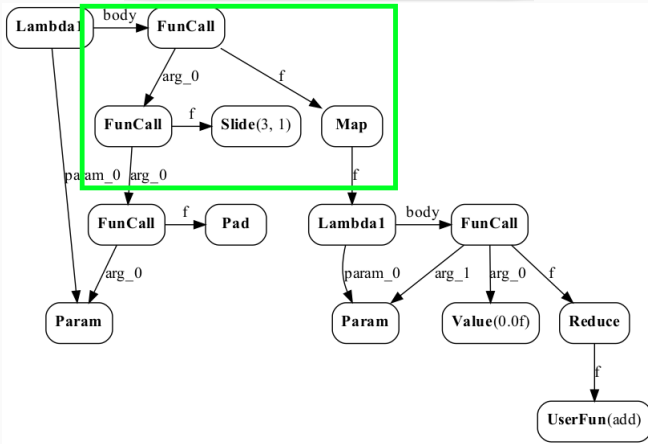 Lambda1
body
FunCall
arg_0
f
FunCall
f
Slide(3, 1)
Map
param_0
arg_0
f
FunCall
f
Pad
Lambda1
body
FunCall
arg_0
param_0
arg_1
arg_0
f
Param
Param
Value(0.0f)
Reduce
f
UserFun(add)